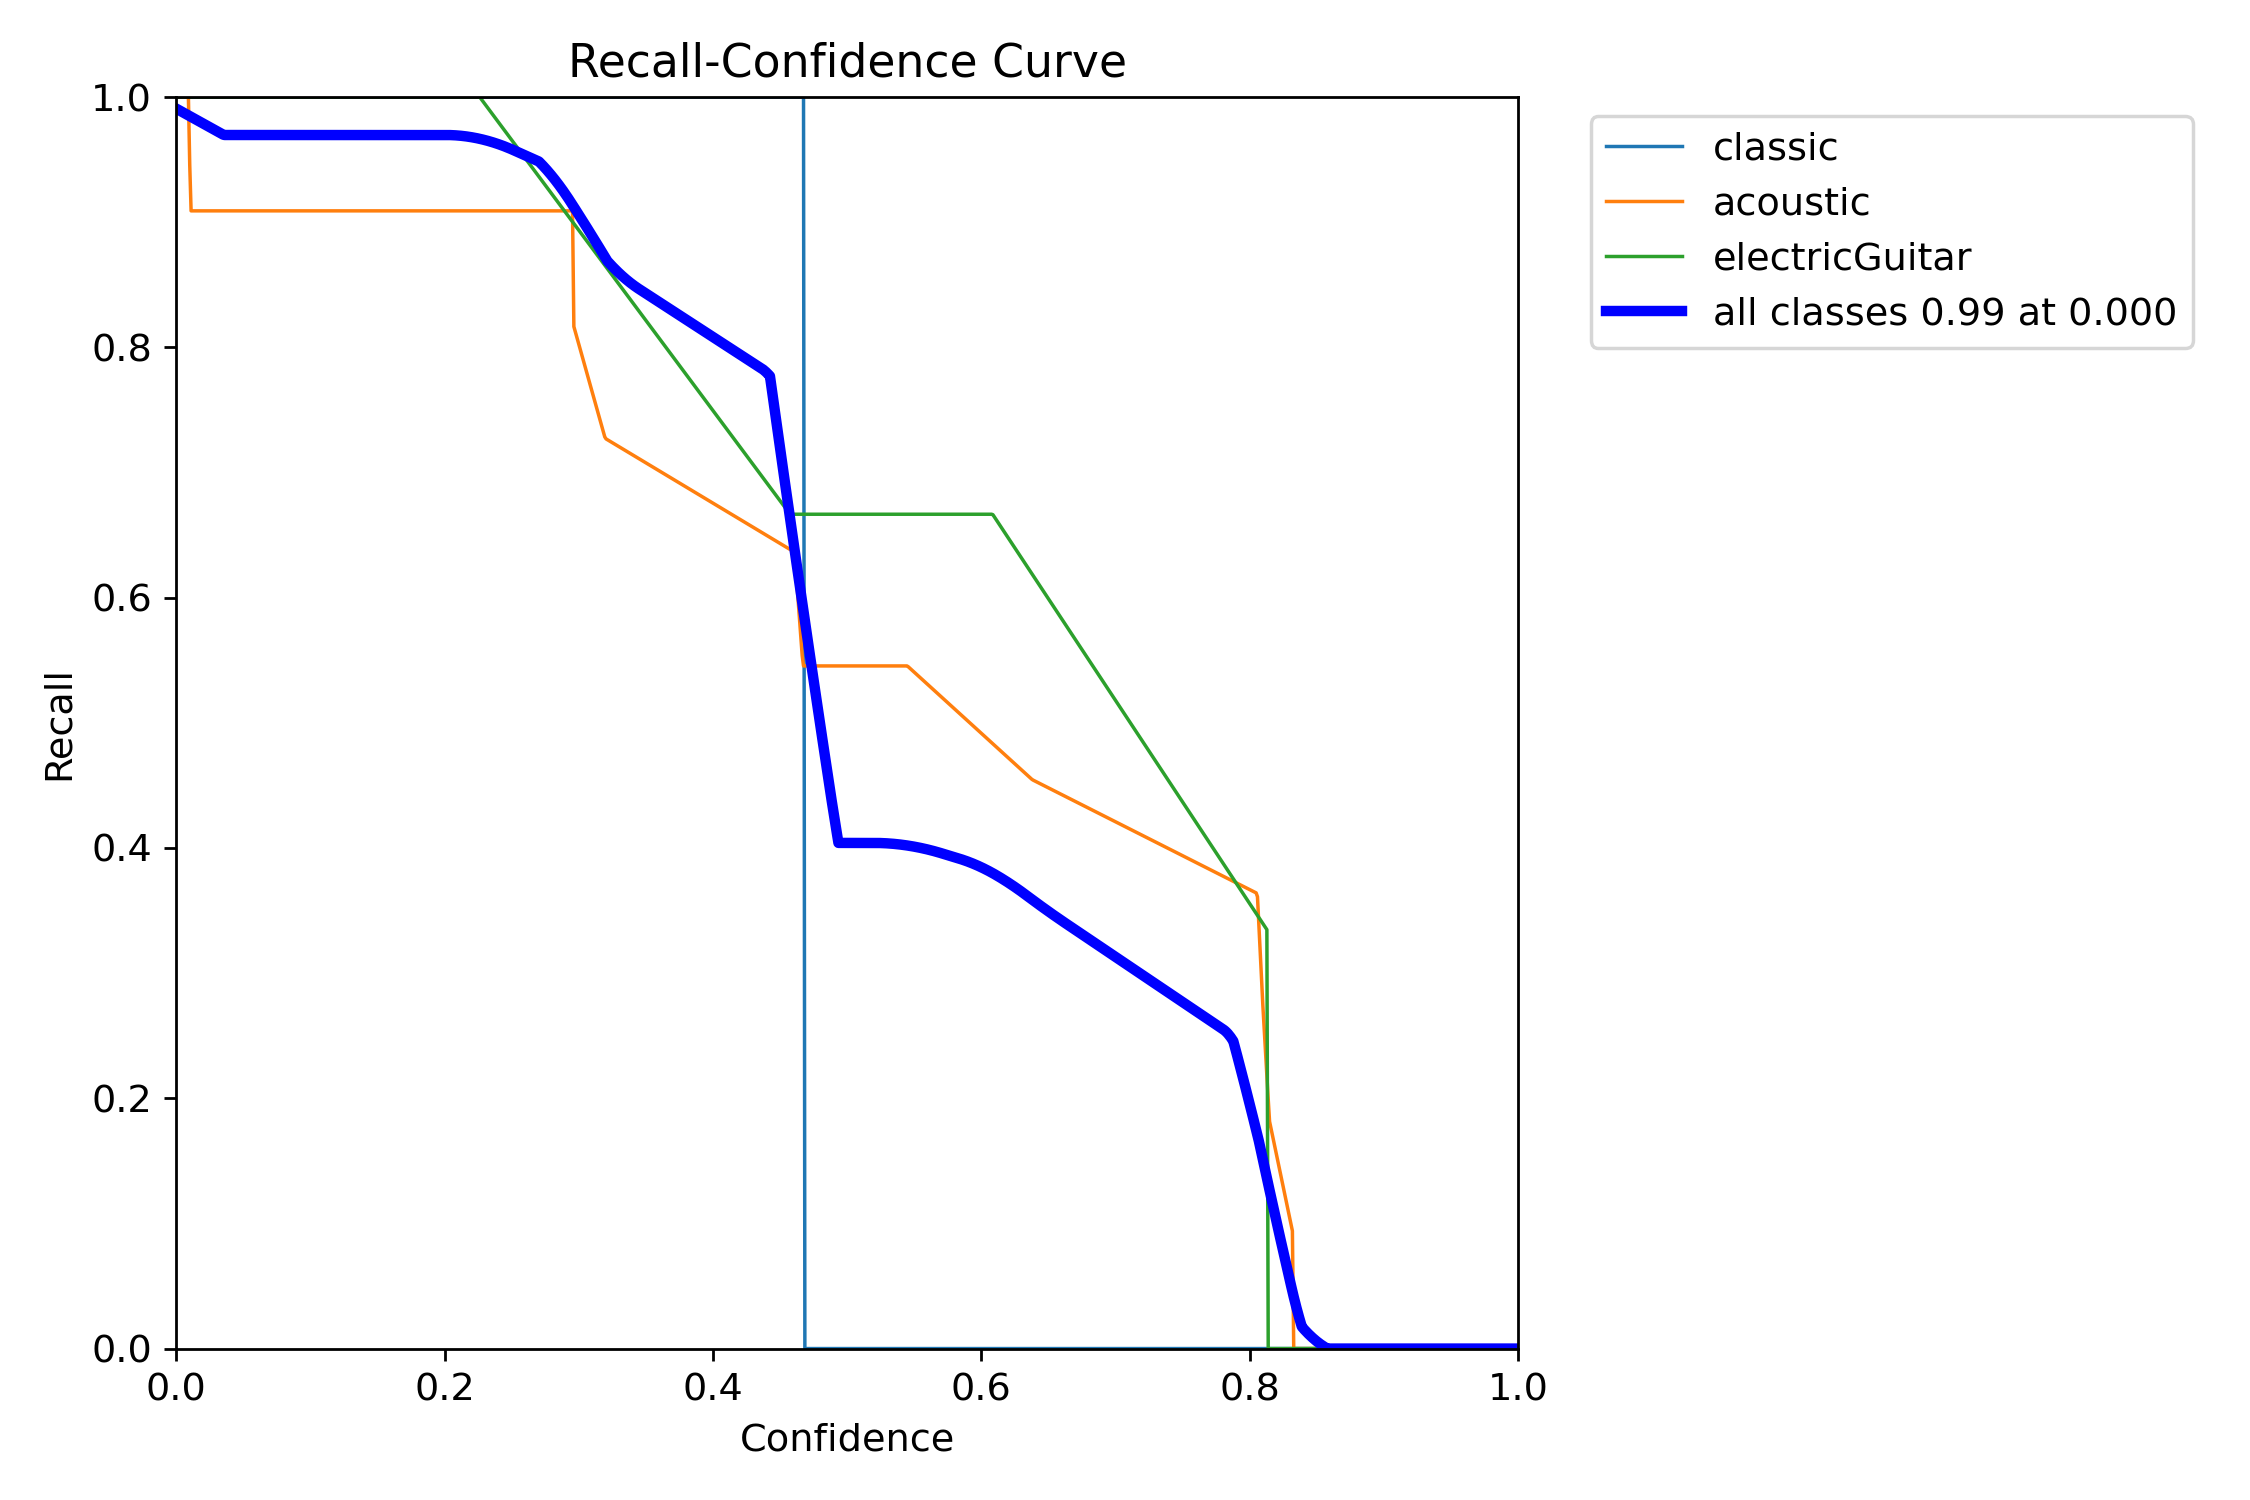 Recall-Confidence Curve
1.0
0.8
0.6
0.4
0.2
0.0
Recall
0.0 0.2 0.4 0.6 0.8 1.0
Confidence
classic
acoustic
electricGuitar
all classes 0.99 at 0.000